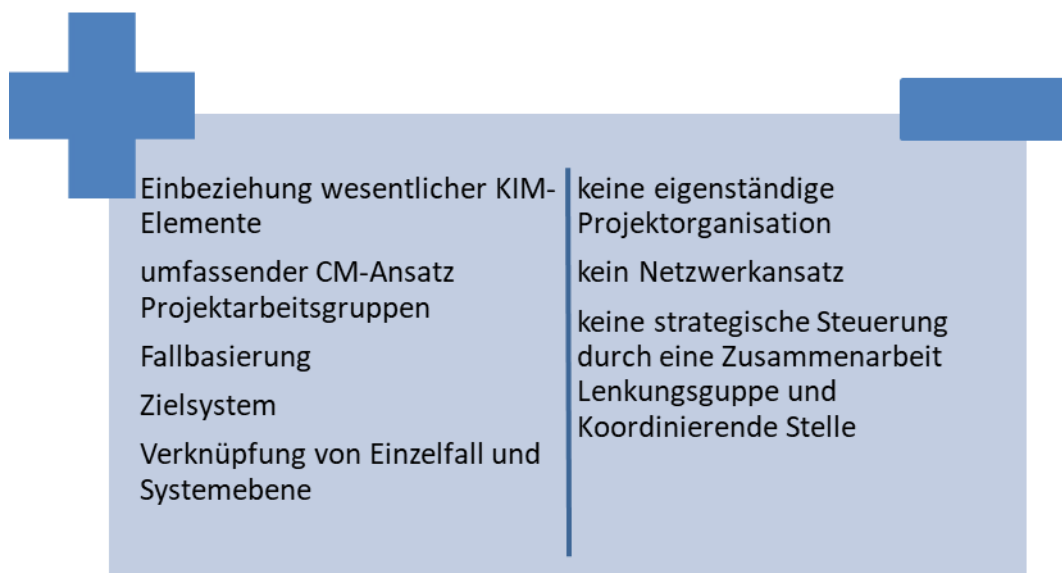 Einbeziehung wesentlicher KIM-
Elemente
umfassender CM-Ansatz
Projektarbeitsgruppen
Fallbasierung
Zielsystem
Verknüpfung von Einzelfall und
Systemebene
keine eigenständige
Projektorganisation
kein Netzwerkansatz
keine strategische Steuerung
durch eine Zusammenarbeit
Lenkungsguppe und
Koordinierende Stelle